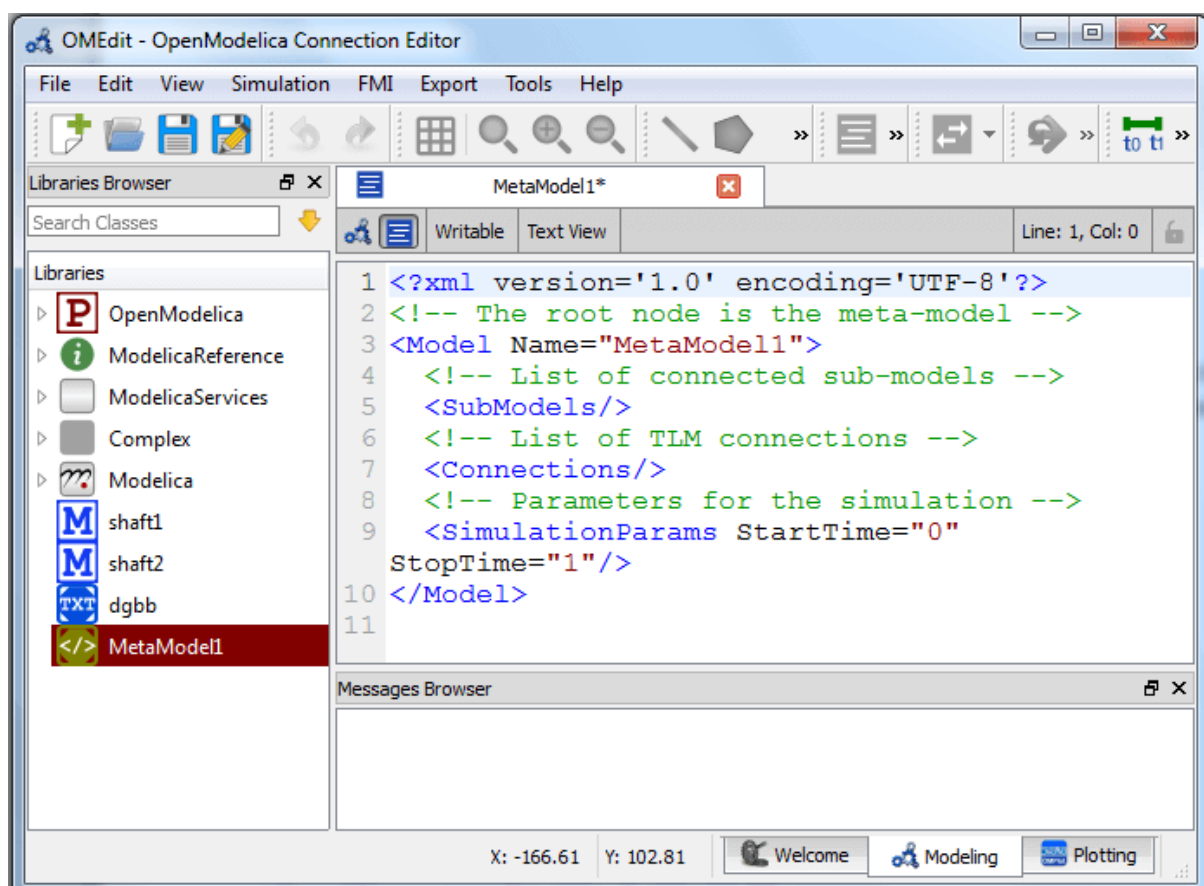 OMEdit - OpenModelica Connection Editor
File Edit View Simulation FMI Export Tools Help
t0 t1
Libraries Browser
MetaModel1*
Search Classes
Writable Text View Line: 1, Col: 0
Libraries
P OpenModelica
i ModelicaReference
ModelicaServices
Complex
Modelica
M shaft1
M shaft2
TXT dgbb
</> MetaModel1
1 <?xml version='1.0' encoding='UTF-8'?>
2 <!-- The root node is the meta-model -->
3 <Model Name="MetaModel1">
4 <!-- List of connected sub-models -->
5 <SubModels/>
6 <!-- List of TLM connections -->
7 <Connections/>
8 <!-- Parameters for the simulation -->
9 <SimulationParams StartTime="0"
StopTime="1"/>
10 </Model>
11
Messages Browser
X: -166.61 Y: 102.81 Welcome Modeling Plotting